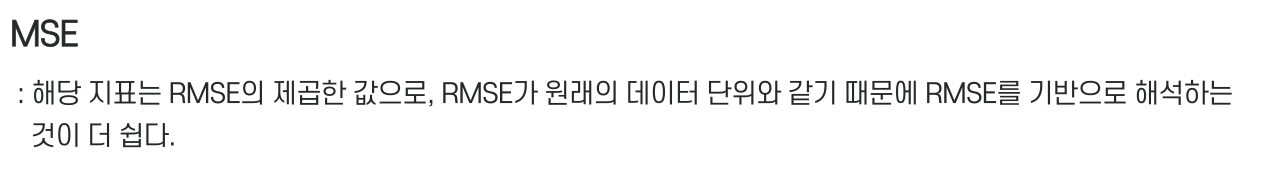 MSE
: 해당 지표는 RMSE의 제곱한 값으로, RMSE가 원래의 데이터 단위와 같기 때문에 RMSE를 기반으로 해석하는
것이 더 쉽다.